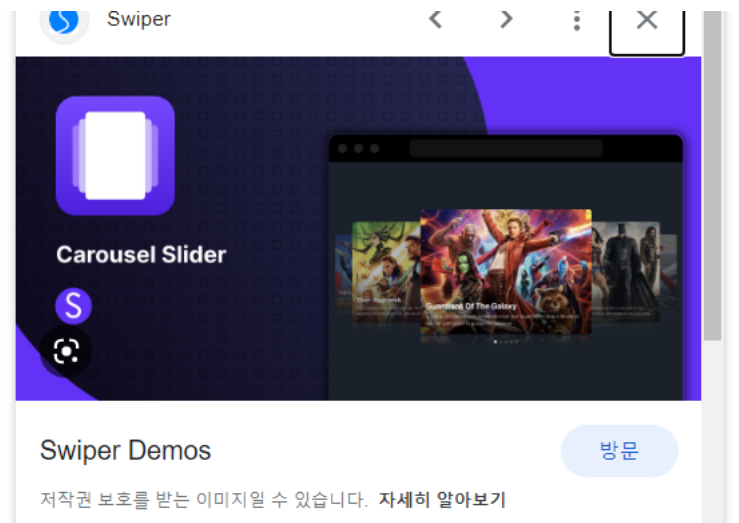 Swiper
Carousel Slider
Guardians Of The Galaxy
Swiper Demos
방문
저작권 보호를 받는 이미지일 수 있습니다. 자세히 알아보기